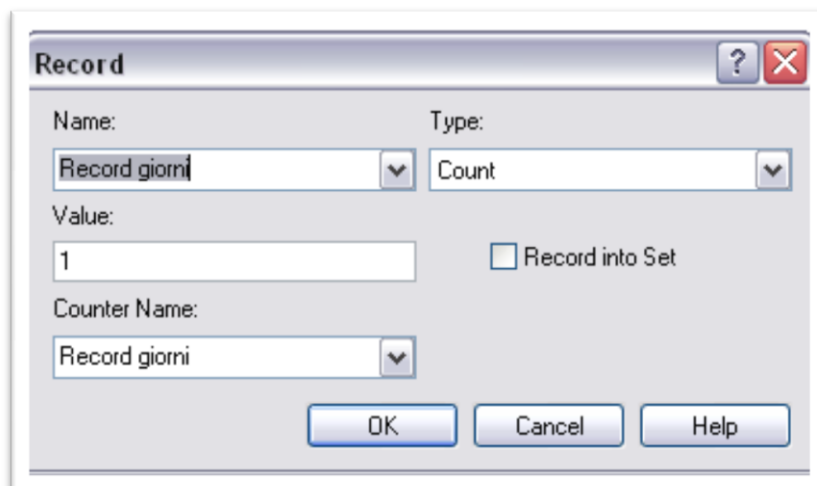 Record
Name: Type:
Record giorni Count
Value:
1 Record into Set
Counter Name:
Record giorni
OK Cancel Help